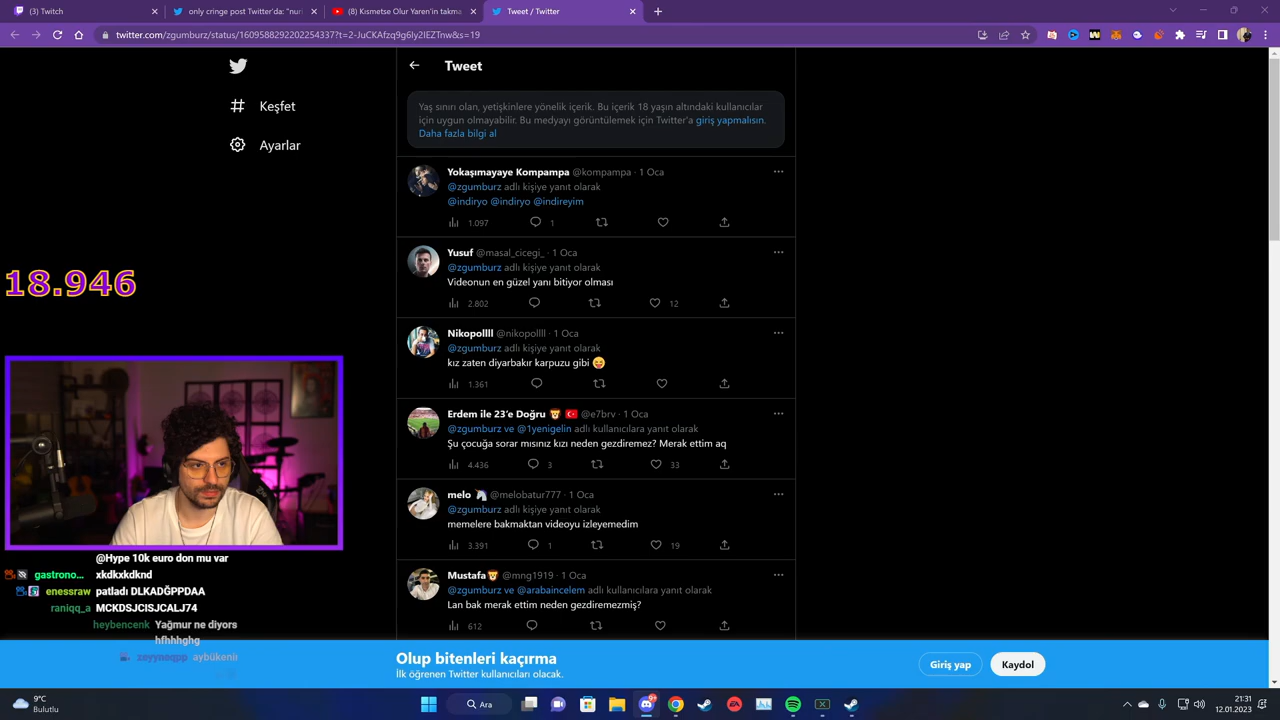 (3) Twitch
only cringe post Twitter'da: "nuri
(8) Kısmetse Olur Yaren'in takma
Tweet / Twitter
twitter.com/zgumburz/status/1609588292202254337?t=2-JuCKAfzq9g6Iy2IEZTnw&s=19
Tweet
Keşfet
Ayarlar
Yaş sınırı olan, yetişkinlere yönelik içerik. Bu içerik 18 yaşın altındaki kullanıcılar
için uygun olmayabilir. Bu medyayı görüntülemek için Twitter'a giriş yapmalısın.
Daha fazla bilgi al
Yokaşımayaye Kompampa @kompampa · 1 Oca
@zgumburz adlı kişiye yanıt olarak
@indiryo @indiryo @indireyim
1.097 1
Yusuf @masal_cicegi_ · 1 Oca
@zgumburz adlı kişiye yanıt olarak
Videonun en güzel yanı bitiyor olması
2.802 12
Nikopollll @nikopollll · 1 Oca
@zgumburz adlı kişiye yanıt olarak
kız zaten diyarbakır karpuzu gibi 😝
1.361
Erdem ile 23'e Doğru 🦁 🇹🇷 @e7brv · 1 Oca
@zgumburz ve @1yenigelin adlı kullanıcılara yanıt olarak
Şu çocuğa sorar mısınız kızı neden gezdiremez? Merak ettim aq
4.436 3 33
melo 🦄 @melobatur777 · 1 Oca
@zgumburz adlı kişiye yanıt olarak
memelere bakmaktan videoyu izleyemedim
3.391 1 19
Mustafa🦁 @mng1919 · 1 Oca
@zgumburz ve @arabaincelem adlı kullanıcılara yanıt olarak
Lan bak merak ettim neden gezdiremezmiş?
612
18.946
@Hype 10k euro don mu var
gastrono... xkdkxkdknd
enessraw patladı DLKADĞPPDAA
raniqq_a MCKDSJCISJCALJ74
heybencenk Yağmur ne diyors
hfhhhghg
zeyynoqpp aybükenir
Olup bitenleri kaçırma
İlk öğrenen Twitter kullanıcıları olacak.
Giriş yap
Kaydol
9°C
Bulutlu
Ara
9+
21:31
12.01.2023